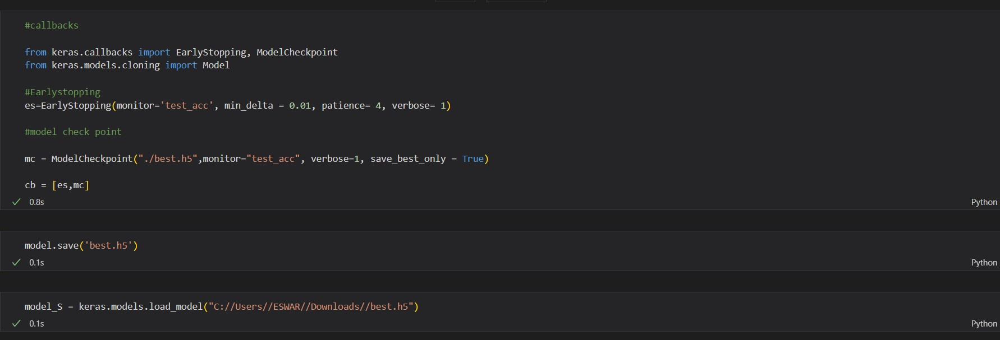 #callbacks
from keras.callbacks import EarlyStopping, ModelCheckpoint
from keras.models.cloning import Model
#Earlystopping
es=EarlyStopping(monitor='test_acc', min_delta = 0.01, patience= 4, verbose= 1)
#model check point
mc = ModelCheckpoint("./best.h5",monitor="test_acc", verbose=1, save_best_only = True)
cb = [es,mc]
0.8s
Python
model.save('best.h5')
0.1s
Python
model_S = keras.models.load_model("C://Users//ESWAR//Downloads//best.h5")
0.1s
Python